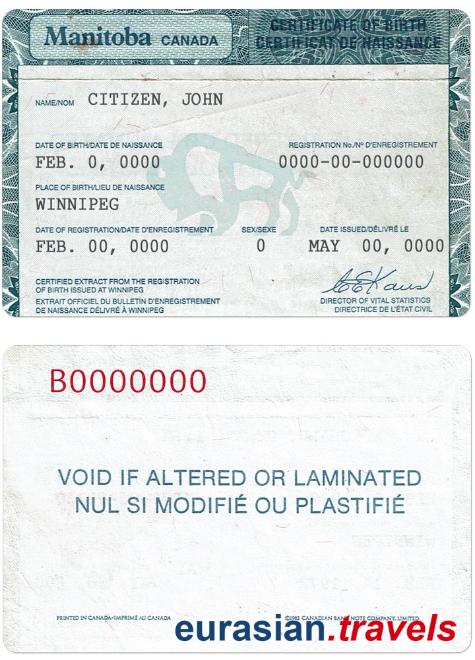 Manitoba CANADA
CERTIFICATE OF BIRTH
CERTIFICAT DE NAISSANCE
NAME/NOM CITIZEN, JOHN
DATE OF BIRTH/DATE DE NAISSANCE
REGISTRATION No./Nº D'ENREGISTREMENT
FEB. 0, 0000
0000-00-000000
PLACE OF BIRTH/LIEU DE NAISSANCE
WINNIPEG
DATE OF REGISTRATION/DATE D'ENREGISTREMENT
SEX/SEXE
DATE ISSUED/DÉLIVRÉ LE
FEB. 00, 0000
0
MAY 00, 0000
CERTIFIED EXTRACT FROM THE REGISTRATION
OF BIRTH ISSUED AT WINNIPEG
EXTRAIT OFFICIEL DU BULLETIN D'ENREGISTREMENT
DE NAISSANCE DÉLIVRÉ À WINNIPEG
DIRECTOR OF VITAL STATISTICS
DIRECTRICE DE L'ÉTAT CIVIL
B0000000
VOID IF ALTERED OR LAMINATED
NUL SI MODIFIÉ OU PLASTIFIÉ
PRINTED IN CANADA-IMPRIMÉ AU CANADA
CANADIAN BANK NOTE COMPANY, LIMITED
eurasian.travels